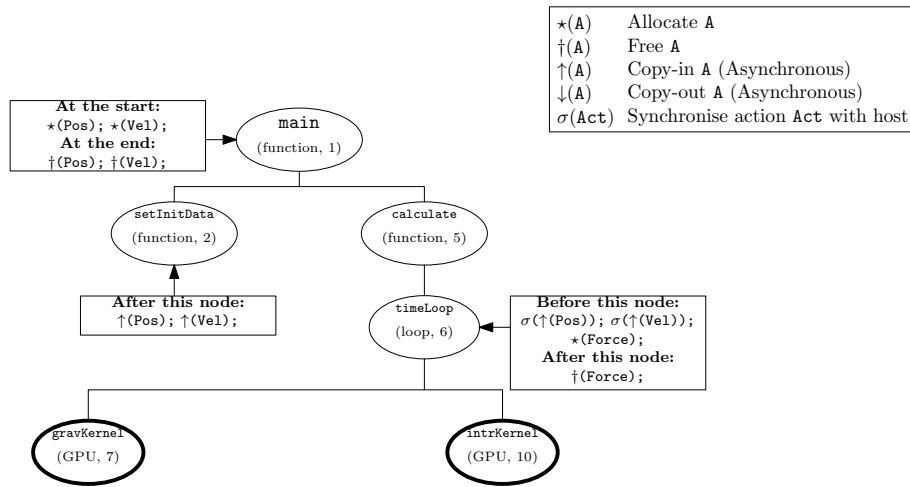 ⋆(A) Allocate A
†(A) Free A
↑(A) Copy-in A (Asynchronous)
↓(A) Copy-out A (Asynchronous)
σ(Act) Synchronise action Act with host
At the start:
⋆(Pos); ⋆(Vel);
At the end:
†(Pos); †(Vel);
main
(function, 1)
setInitData
(function, 2)
calculate
(function, 5)
After this node:
↑(Pos); ↑(Vel);
timeLoop
(loop, 6)
Before this node:
σ(↑(Pos)); σ(↑(Vel));
⋆(Force);
After this node:
†(Force);
gravKernel
(GPU, 7)
intrKernel
(GPU, 10)